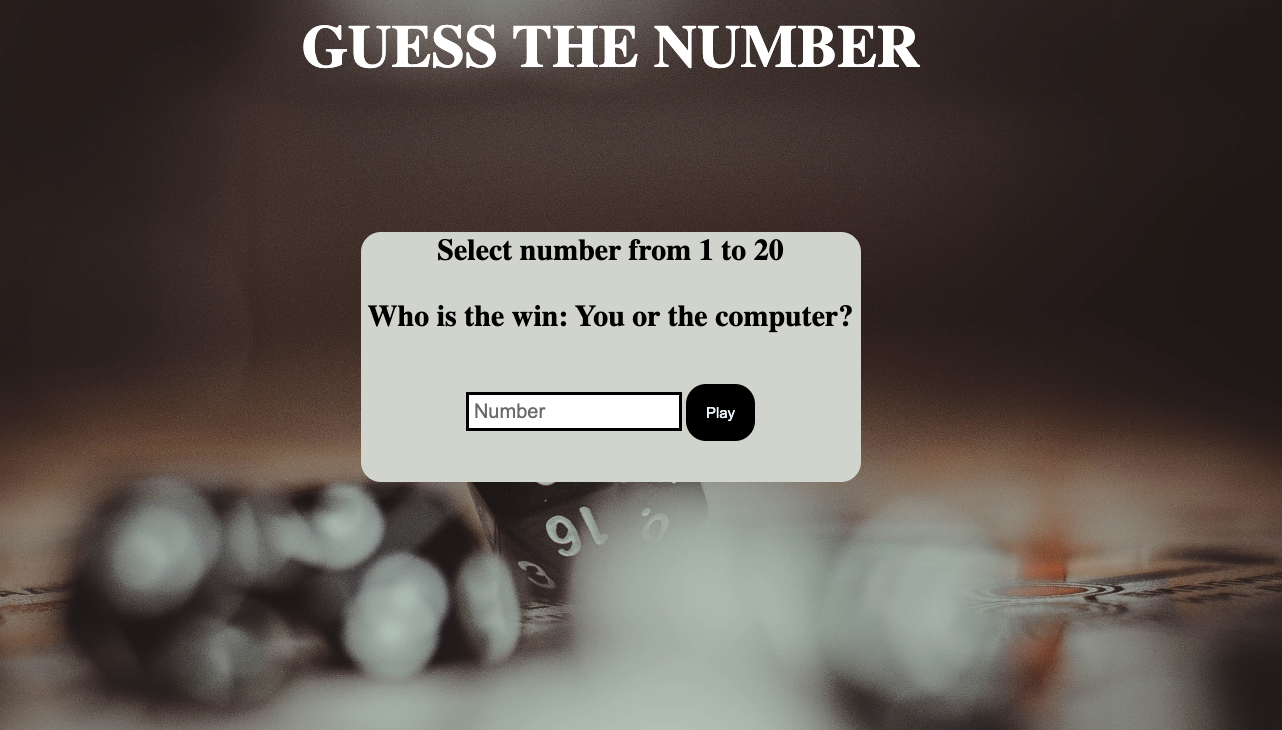 GUESS THE NUMBER
Select number from 1 to 20
Who is the win: You or the computer?
Number Play
16